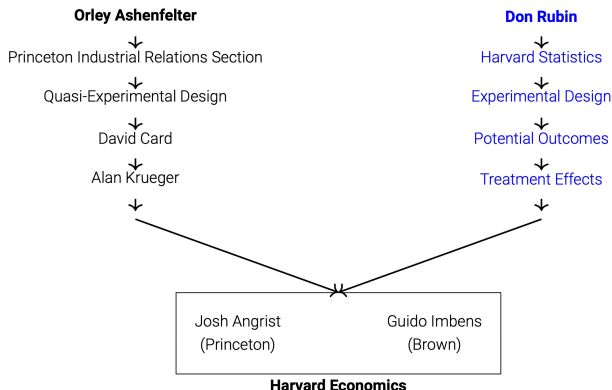 Orley Ashenfelter
Princeton Industrial Relations Section
Quasi-Experimental Design
David Card
Alan Krueger
Don Rubin
Harvard Statistics
Experimental Design
Potential Outcomes
Treatment Effects
Josh Angrist
(Princeton)
Guido Imbens
(Brown)
Harvard Economics